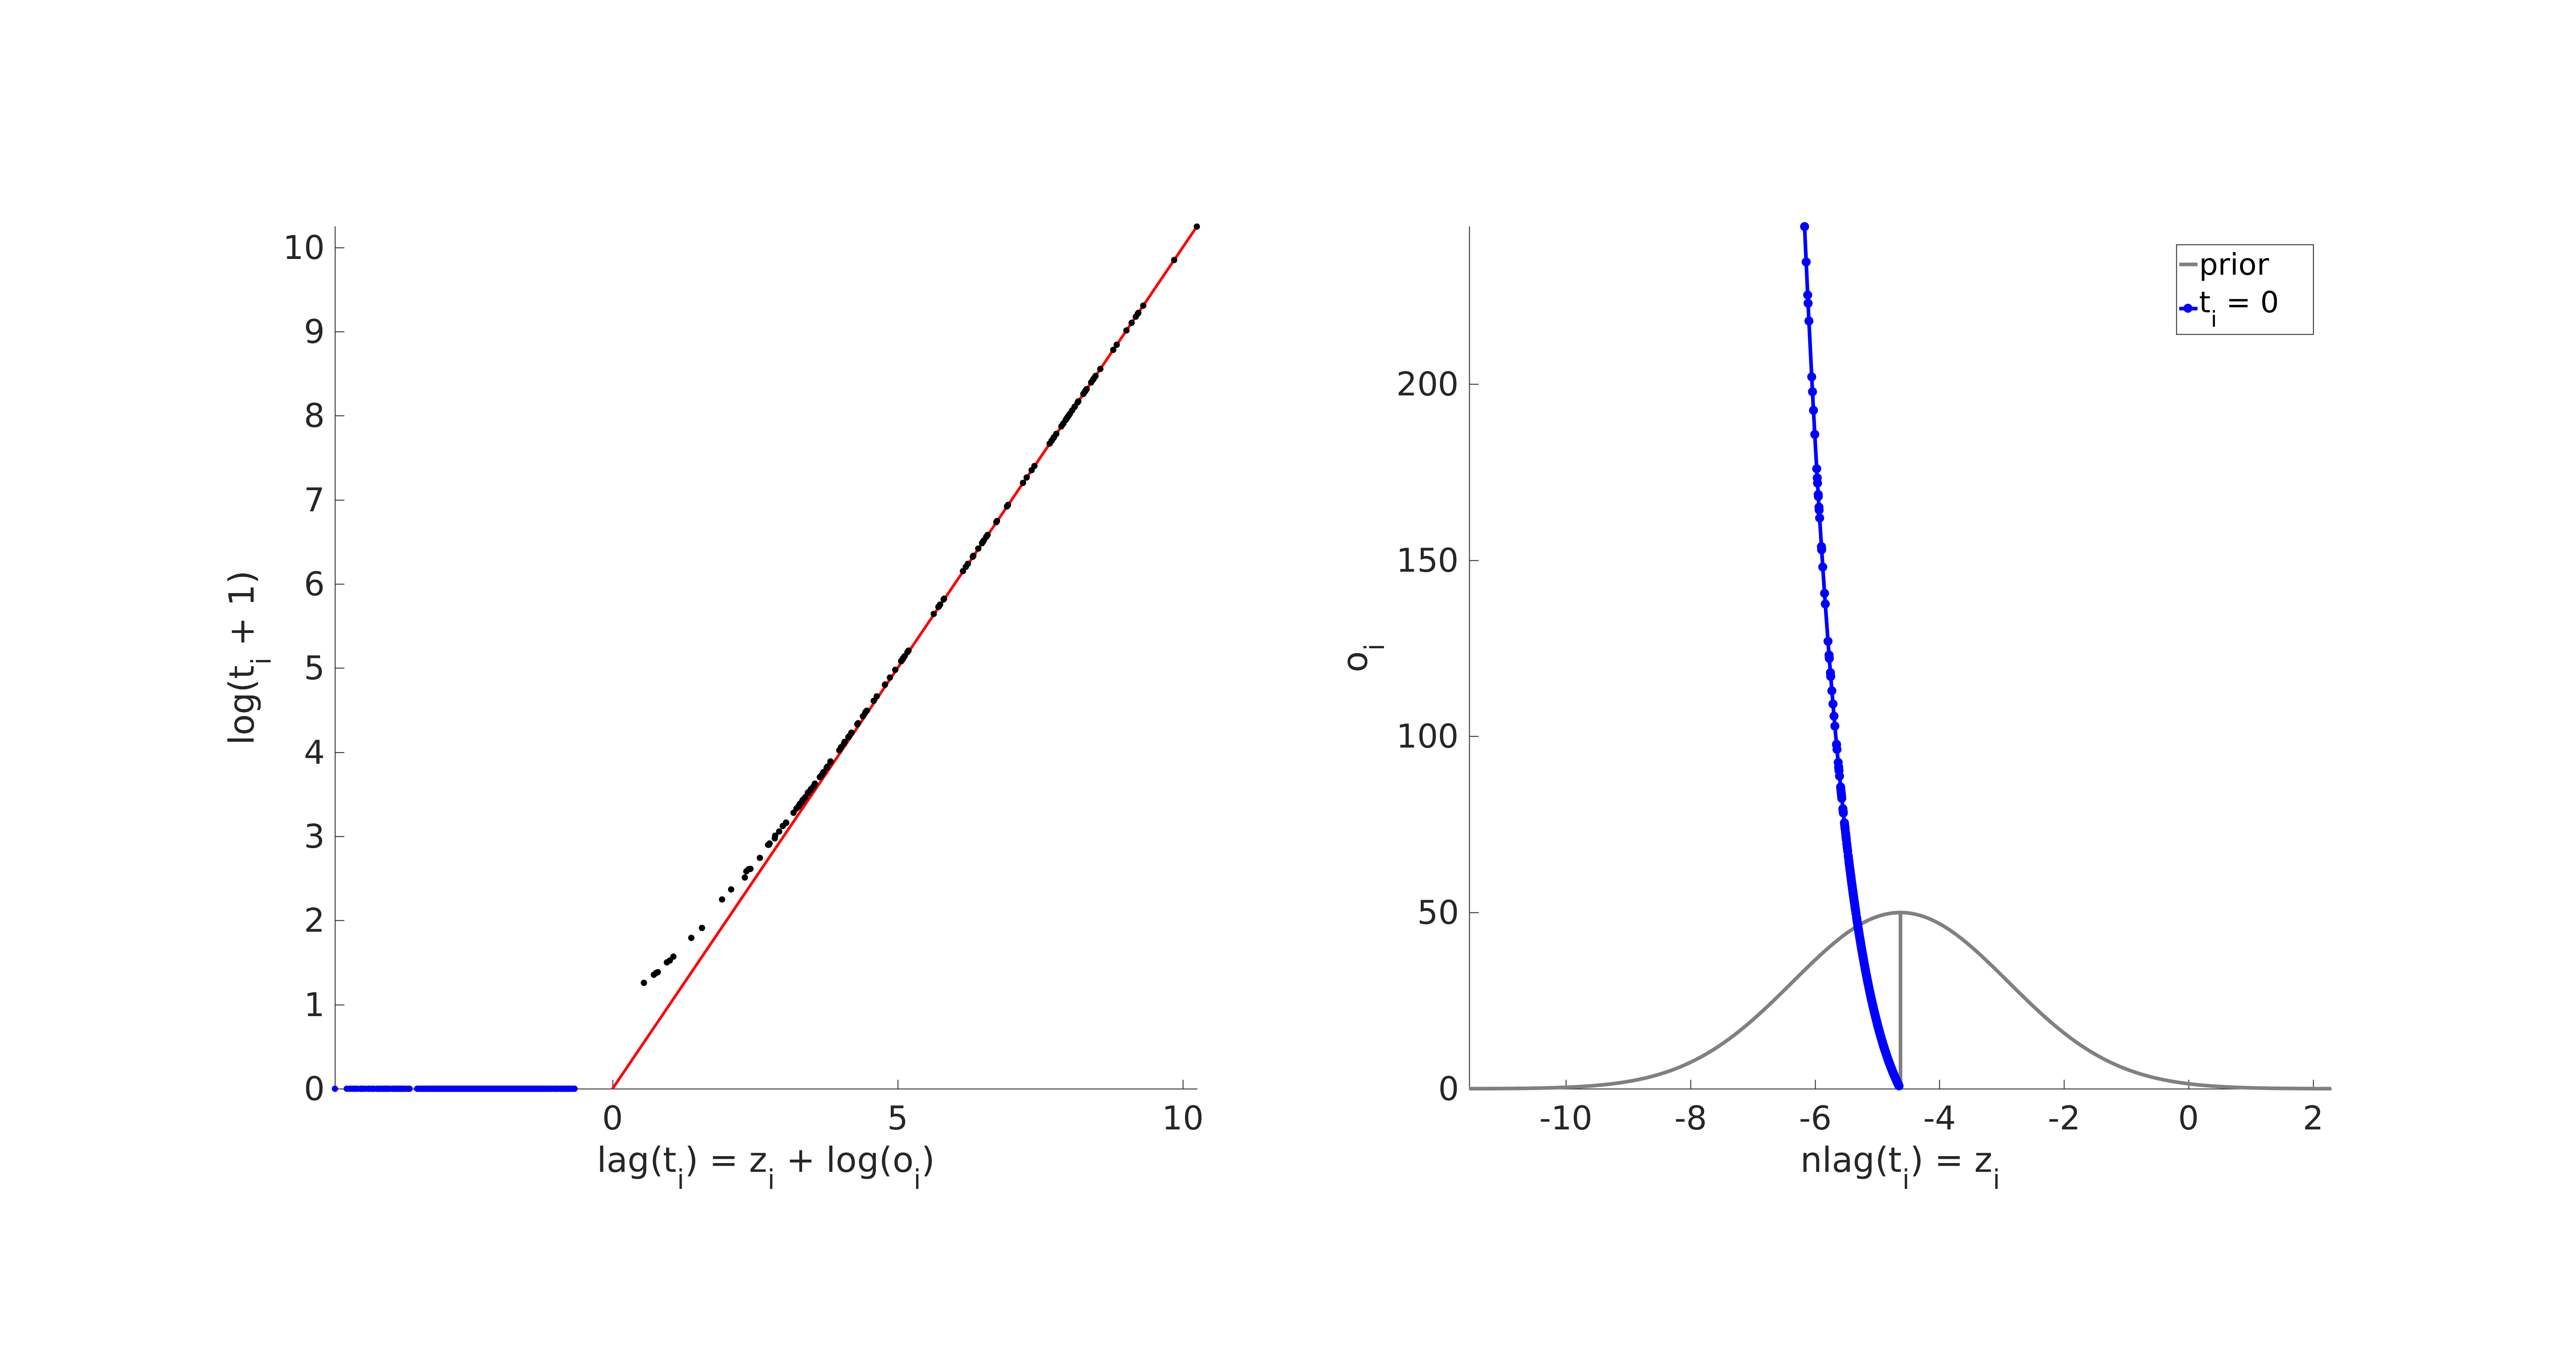 10
9
8
7
6
5
4
3
2
1
0
log(t_i + 1)
0 5 10
lag(t_i) = z_i + log(o_i)
200
150
100
50
0
o_i
-10 -8 -6 -4 -2 0 2
nlag(t_i) = z_i
prior
t_i = 0